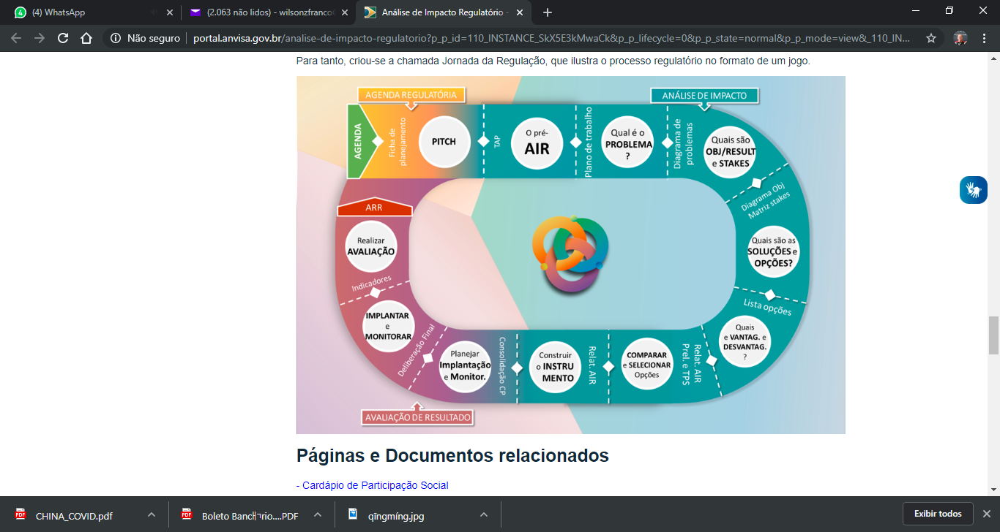 (4) WhatsApp
(2.063 não lidos) - wilsonzfranco
Análise de Impacto Regulatório -
Não seguro
portal.anvisa.gov.br/analise-de-impacto-regulatorio?p_p_id=110_INSTANCE_SkX5E3kMwaCk&p_p_lifecycle=0&p_p_state=normal&p_p_mode=view&_110_IN...
Para tanto, criou-se a chamada Jornada da Regulação, que ilustra o processo regulatório no formato de um jogo.
AGENDA REGULATÓRIA
ANÁLISE DE IMPACTO
AGENDA
Ficha de
planejamento
PITCH
TAP
O pré-
AIR
Plano de trabalho
Qual é o
PROBLEMA
?
Diagrama de
problemas
Quais são
OBJ/RESULT
e STAKES
Diagrama Obj
Matriz stakes
Quais são as
SOLUÇÕES e
OPÇÕES?
Lista opções
Quais
e VANTAG. e
DESVANTAG.
?
Relat. AIR
Prel. e TPS
COMPARAR
e SELECIONAR
Opções
Relat. AIR
Construir
o INSTRU
MENTO
Consolidação CP
Planejar
Implantação
e Monitor.
Deliberação Final
IMPLANTAR
e
MONITORAR
Indicadores
Realizar
AVALIAÇÃO
ARR
AVALIAÇÃO DE RESULTADO
Páginas e Documentos relacionados
- Cardápio de Participação Social
CHINA_COVID.pdf
Boleto Bancㅐㄱrio....PDF
qīngmíng.jpg
Exibir todos